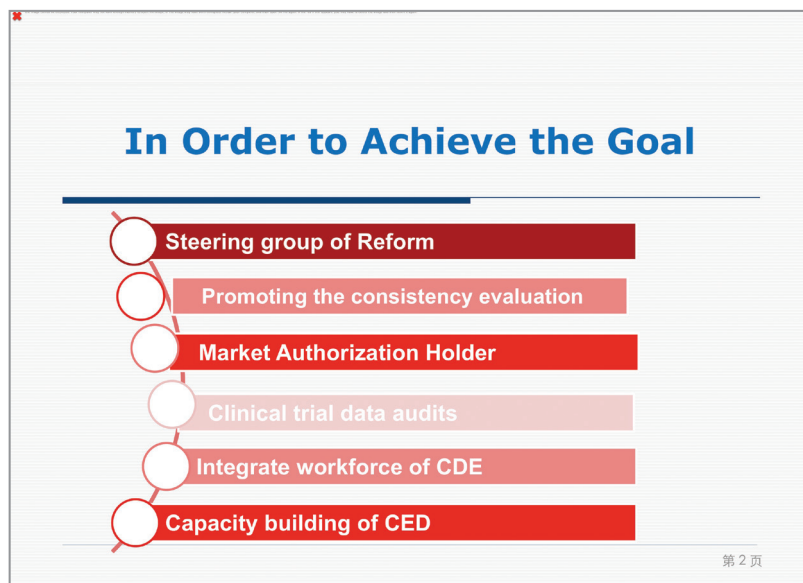 In Order to Achieve the Goal
Steering group of Reform
Promoting the consistency evaluation
Market Authorization Holder
Clinical trial data audits
Integrate workforce of CDE
Capacity building of CED
第 2 页